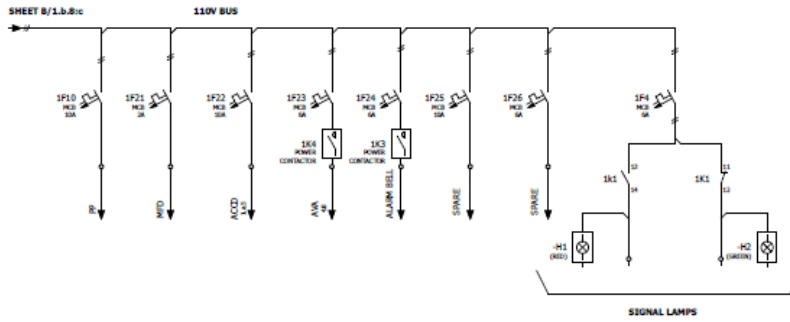 SHEET B/1.b.8:c
110V BUS
1F10
MCB
10A
1F21
MCB
2A
1F22
MCB
10A
1F23
MCB
6A
1F24
MCB
6A
1F25
MCB
10A
1F26
MCB
6A
1F4
MCB
6A
1K4
POWER
CONTACTOR
1K3
POWER
CONTACTOR
1k1
13
14
1K1
11
12
PP
MFD
ACCD
AVA
ALARM BELL
SPARE
SPARE
-H1
(RED)
-H2
(GREEN)
SIGNAL LAMPS